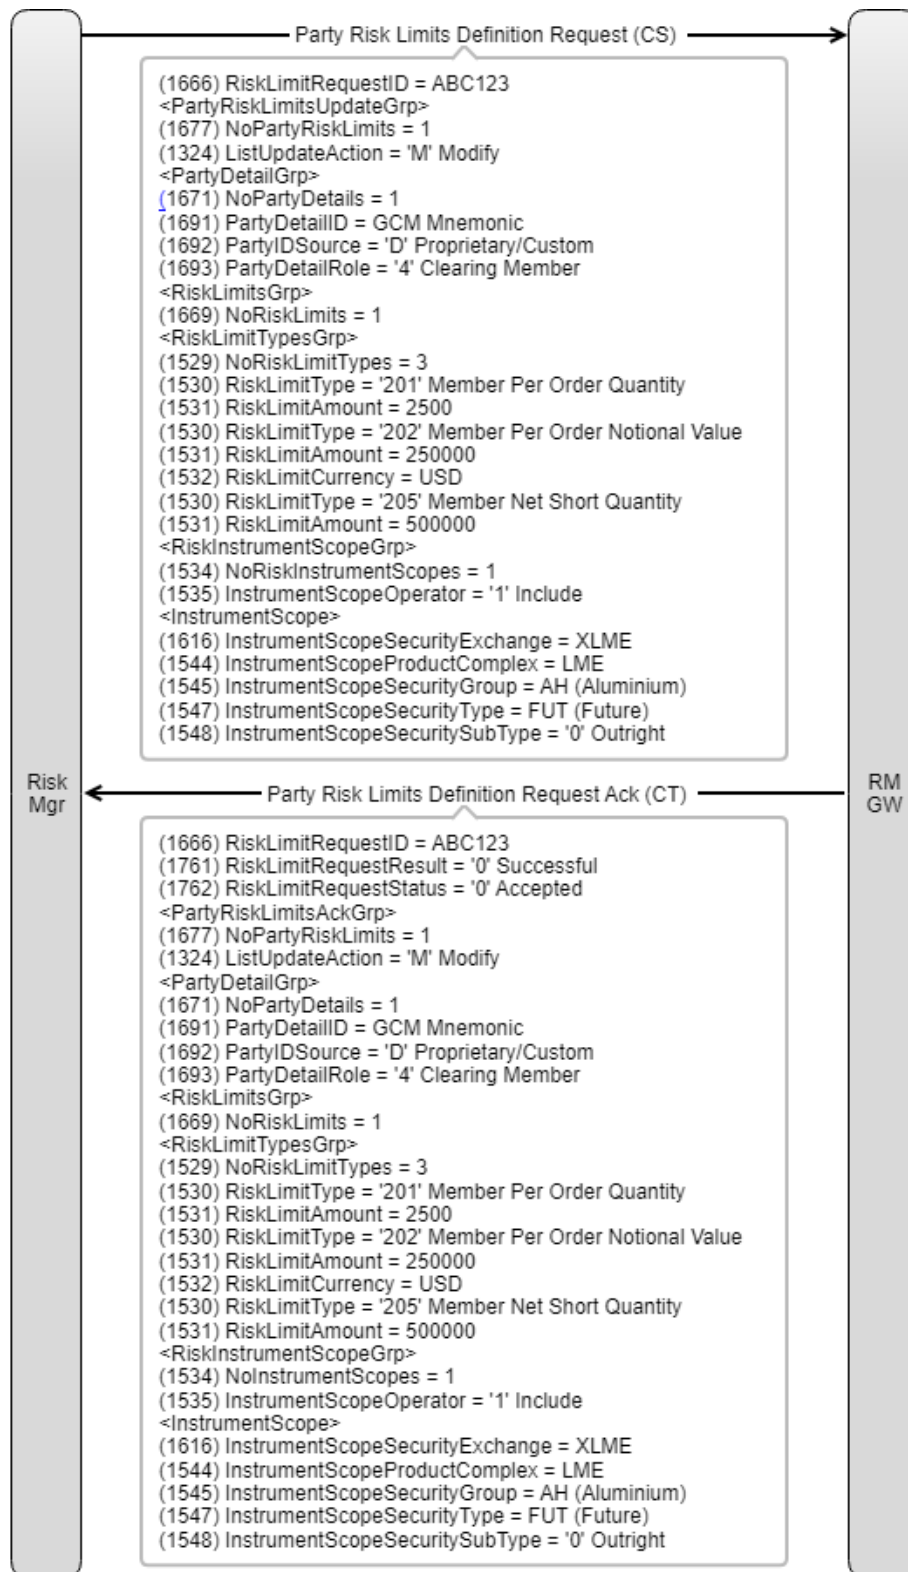 Party Risk Limits Definition Request (CS)
(1666) RiskLimitRequestID = ABC123
<PartyRiskLimitsUpdateGrp>
(1677) NoPartyRiskLimits = 1
(1324) ListUpdateAction = 'M' Modify
<PartyDetailGrp>
(1671) NoPartyDetails = 1
(1691) PartyDetailID = GCM Mnemonic
(1692) PartyIDSource = 'D' Proprietary/Custom
(1693) PartyDetailRole = '4' Clearing Member
<RiskLimitsGrp>
(1669) NoRiskLimits = 1
<RiskLimitTypesGrp>
(1529) NoRiskLimitTypes = 3
(1530) RiskLimitType = '201' Member Per Order Quantity
(1531) RiskLimitAmount = 2500
(1530) RiskLimitType = '202' Member Per Order Notional Value
(1531) RiskLimitAmount = 250000
(1532) RiskLimitCurrency = USD
(1530) RiskLimitType = '205' Member Net Short Quantity
(1531) RiskLimitAmount = 500000
<RiskInstrumentScopeGrp>
(1534) NoRiskInstrumentScopes = 1
(1535) InstrumentScopeOperator = '1' Include
<InstrumentScope>
(1616) InstrumentScopeSecurityExchange = XLME
(1544) InstrumentScopeProductComplex = LME
(1545) InstrumentScopeSecurityGroup = AH (Aluminium)
(1547) InstrumentScopeSecurityType = FUT (Future)
(1548) InstrumentScopeSecuritySubType = '0' Outright
Risk
Mgr
RM
GW
Party Risk Limits Definition Request Ack (CT)
(1666) RiskLimitRequestID = ABC123
(1761) RiskLimitRequestResult = '0' Successful
(1762) RiskLimitRequestStatus = '0' Accepted
<PartyRiskLimitsAckGrp>
(1677) NoPartyRiskLimits = 1
(1324) ListUpdateAction = 'M' Modify
<PartyDetailGrp>
(1671) NoPartyDetails = 1
(1691) PartyDetailID = GCM Mnemonic
(1692) PartyIDSource = 'D' Proprietary/Custom
(1693) PartyDetailRole = '4' Clearing Member
<RiskLimitsGrp>
(1669) NoRiskLimits = 1
<RiskLimitTypesGrp>
(1529) NoRiskLimitTypes = 3
(1530) RiskLimitType = '201' Member Per Order Quantity
(1531) RiskLimitAmount = 2500
(1530) RiskLimitType = '202' Member Per Order Notional Value
(1531) RiskLimitAmount = 250000
(1532) RiskLimitCurrency = USD
(1530) RiskLimitType = '205' Member Net Short Quantity
(1531) RiskLimitAmount = 500000
<RiskInstrumentScopeGrp>
(1534) NoInstrumentScopes = 1
(1535) InstrumentScopeOperator = '1' Include
<InstrumentScope>
(1616) InstrumentScopeSecurityExchange = XLME
(1544) InstrumentScopeProductComplex = LME
(1545) InstrumentScopeSecurityGroup = AH (Aluminium)
(1547) InstrumentScopeSecurityType = FUT (Future)
(1548) InstrumentScopeSecuritySubType = '0' Outright